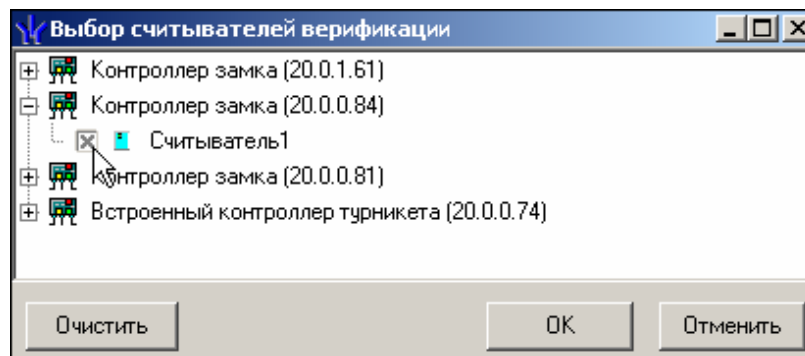 Выбор считывателей верификации
Контроллер замка (20.0.1.61)
Контроллер замка (20.0.0.84)
Считыватель1
Контроллер замка (20.0.0.81)
Встроенный контроллер турникета (20.0.0.74)
Очистить ОК Отменить